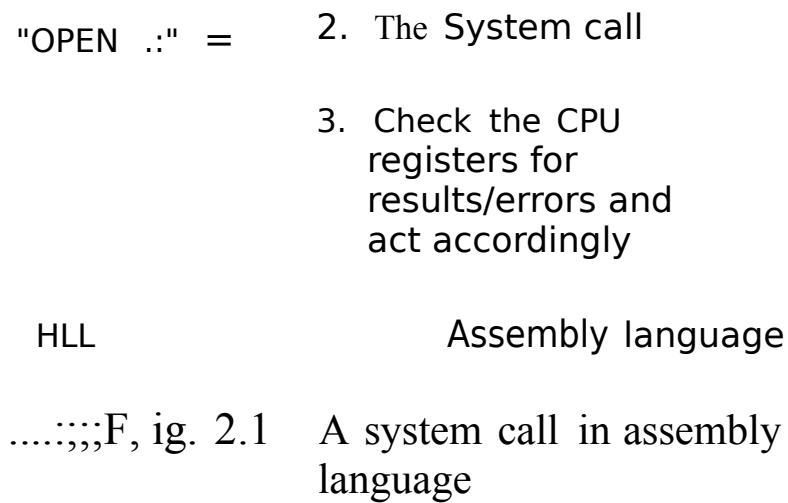 "OPEN .:" =
2. The System call
3. Check the CPU
registers for
results/errors and
act accordingly
HLL
Assembly language
....:;;;F, ig. 2.1 A system call in assembly
language